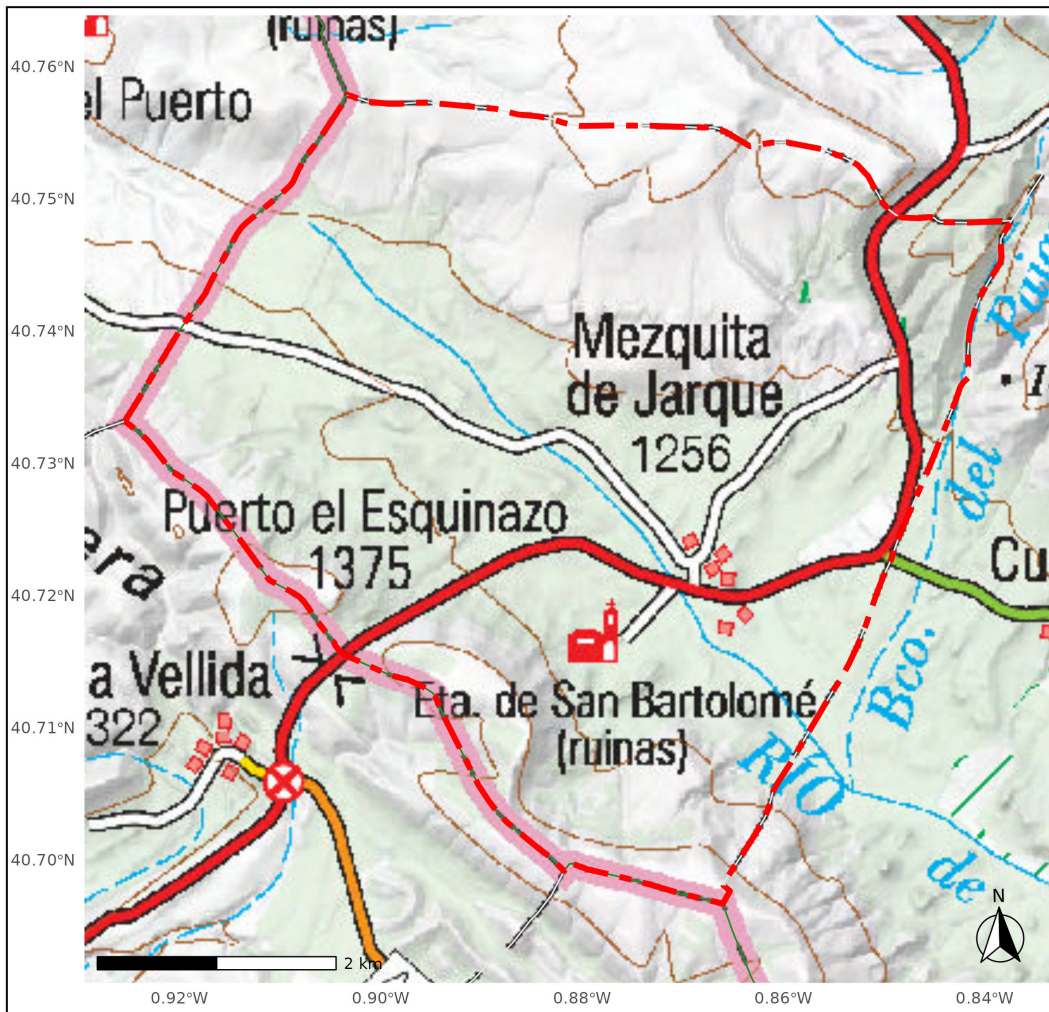 (ruinas)
el Puerto
40.76°N
40.75°N
40.74°N
40.73°N
40.72°N
40.71°N
40.70°N
Mezquita
de Jarque
1256
Puerto el Esquinazo
1375
era
a Vellida
322
Eta. de San Bartolomé
(ruinas)
RÍO
de
Bco.
del
Cu
I
N
2 km
0.92°W
0.90°W
0.88°W
0.86°W
0.84°W